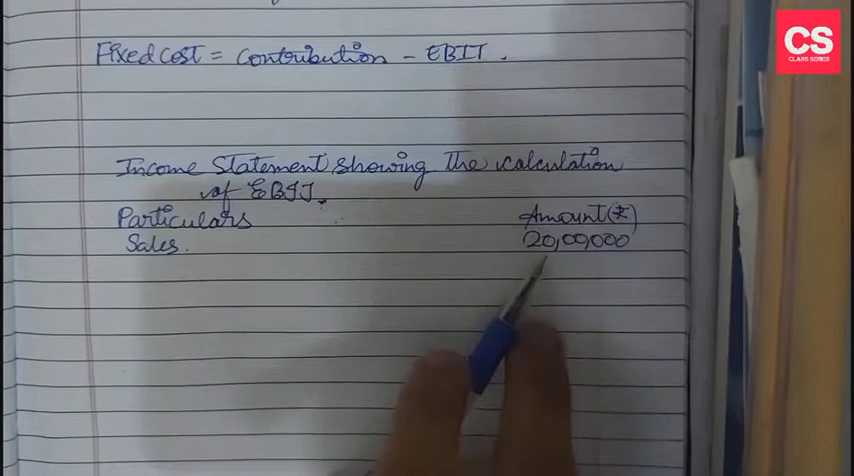 CS
CLASS SERIES
Fixed cost = Contribution - EBIT.
Income Statement showing the calculation
of EBIT.
Particulars Amount(₹)
Sales. 20,00,000